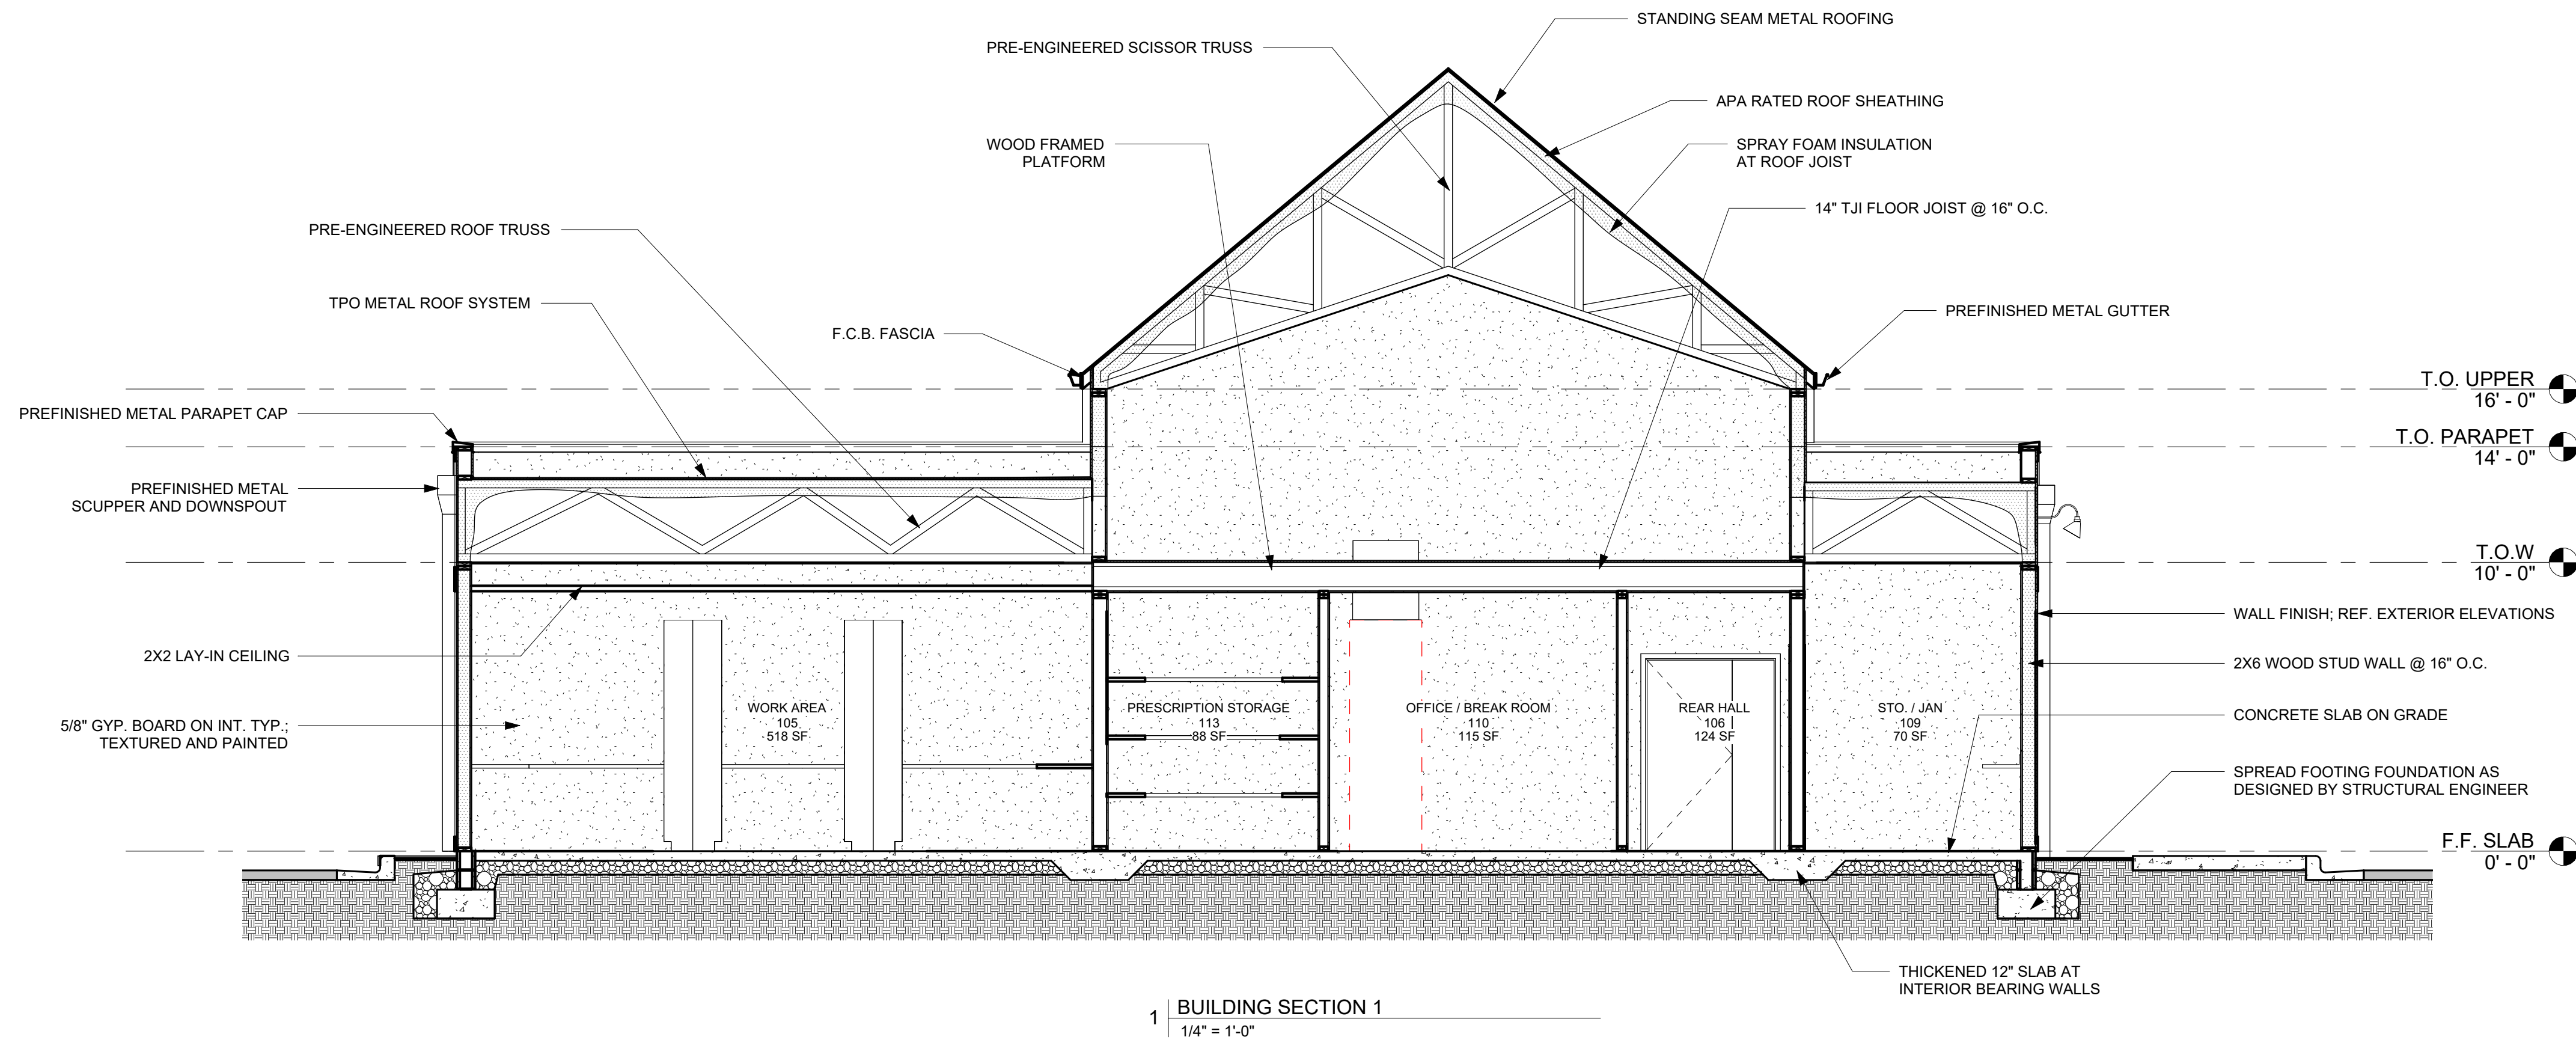 STANDING SEAM METAL ROOFING
PRE-ENGINEERED SCISSOR TRUSS
APA RATED ROOF SHEATHING
WOOD FRAMED
PLATFORM
SPRAY FOAM INSULATION
AT ROOF JOIST
14" TJI FLOOR JOIST @ 16" O.C.
PRE-ENGINEERED ROOF TRUSS
TPO METAL ROOF SYSTEM
F.C.B. FASCIA
PREFINISHED METAL GUTTER
T.O. UPPER
16' - 0"
PREFINISHED METAL PARAPET CAP
T.O. PARAPET
14' - 0"
PREFINISHED METAL
SCUPPER AND DOWNSPOUT
T.O.W
10' - 0"
WALL FINISH; REF. EXTERIOR ELEVATIONS
2X2 LAY-IN CEILING
2X6 WOOD STUD WALL @ 16" O.C.
5/8" GYP. BOARD ON INT. TYP.;
TEXTURED AND PAINTED
WORK AREA
105
518 SF
PRESCRIPTION STORAGE
113
88 SF
OFFICE / BREAK ROOM
110
115 SF
REAR HALL
106
124 SF
STO. / JAN
109
70 SF
CONCRETE SLAB ON GRADE
SPREAD FOOTING FOUNDATION AS
DESIGNED BY STRUCTURAL ENGINEER
F.F. SLAB
0' - 0"
THICKENED 12" SLAB AT
INTERIOR BEARING WALLS
1
BUILDING SECTION 1
1/4" = 1'-0"